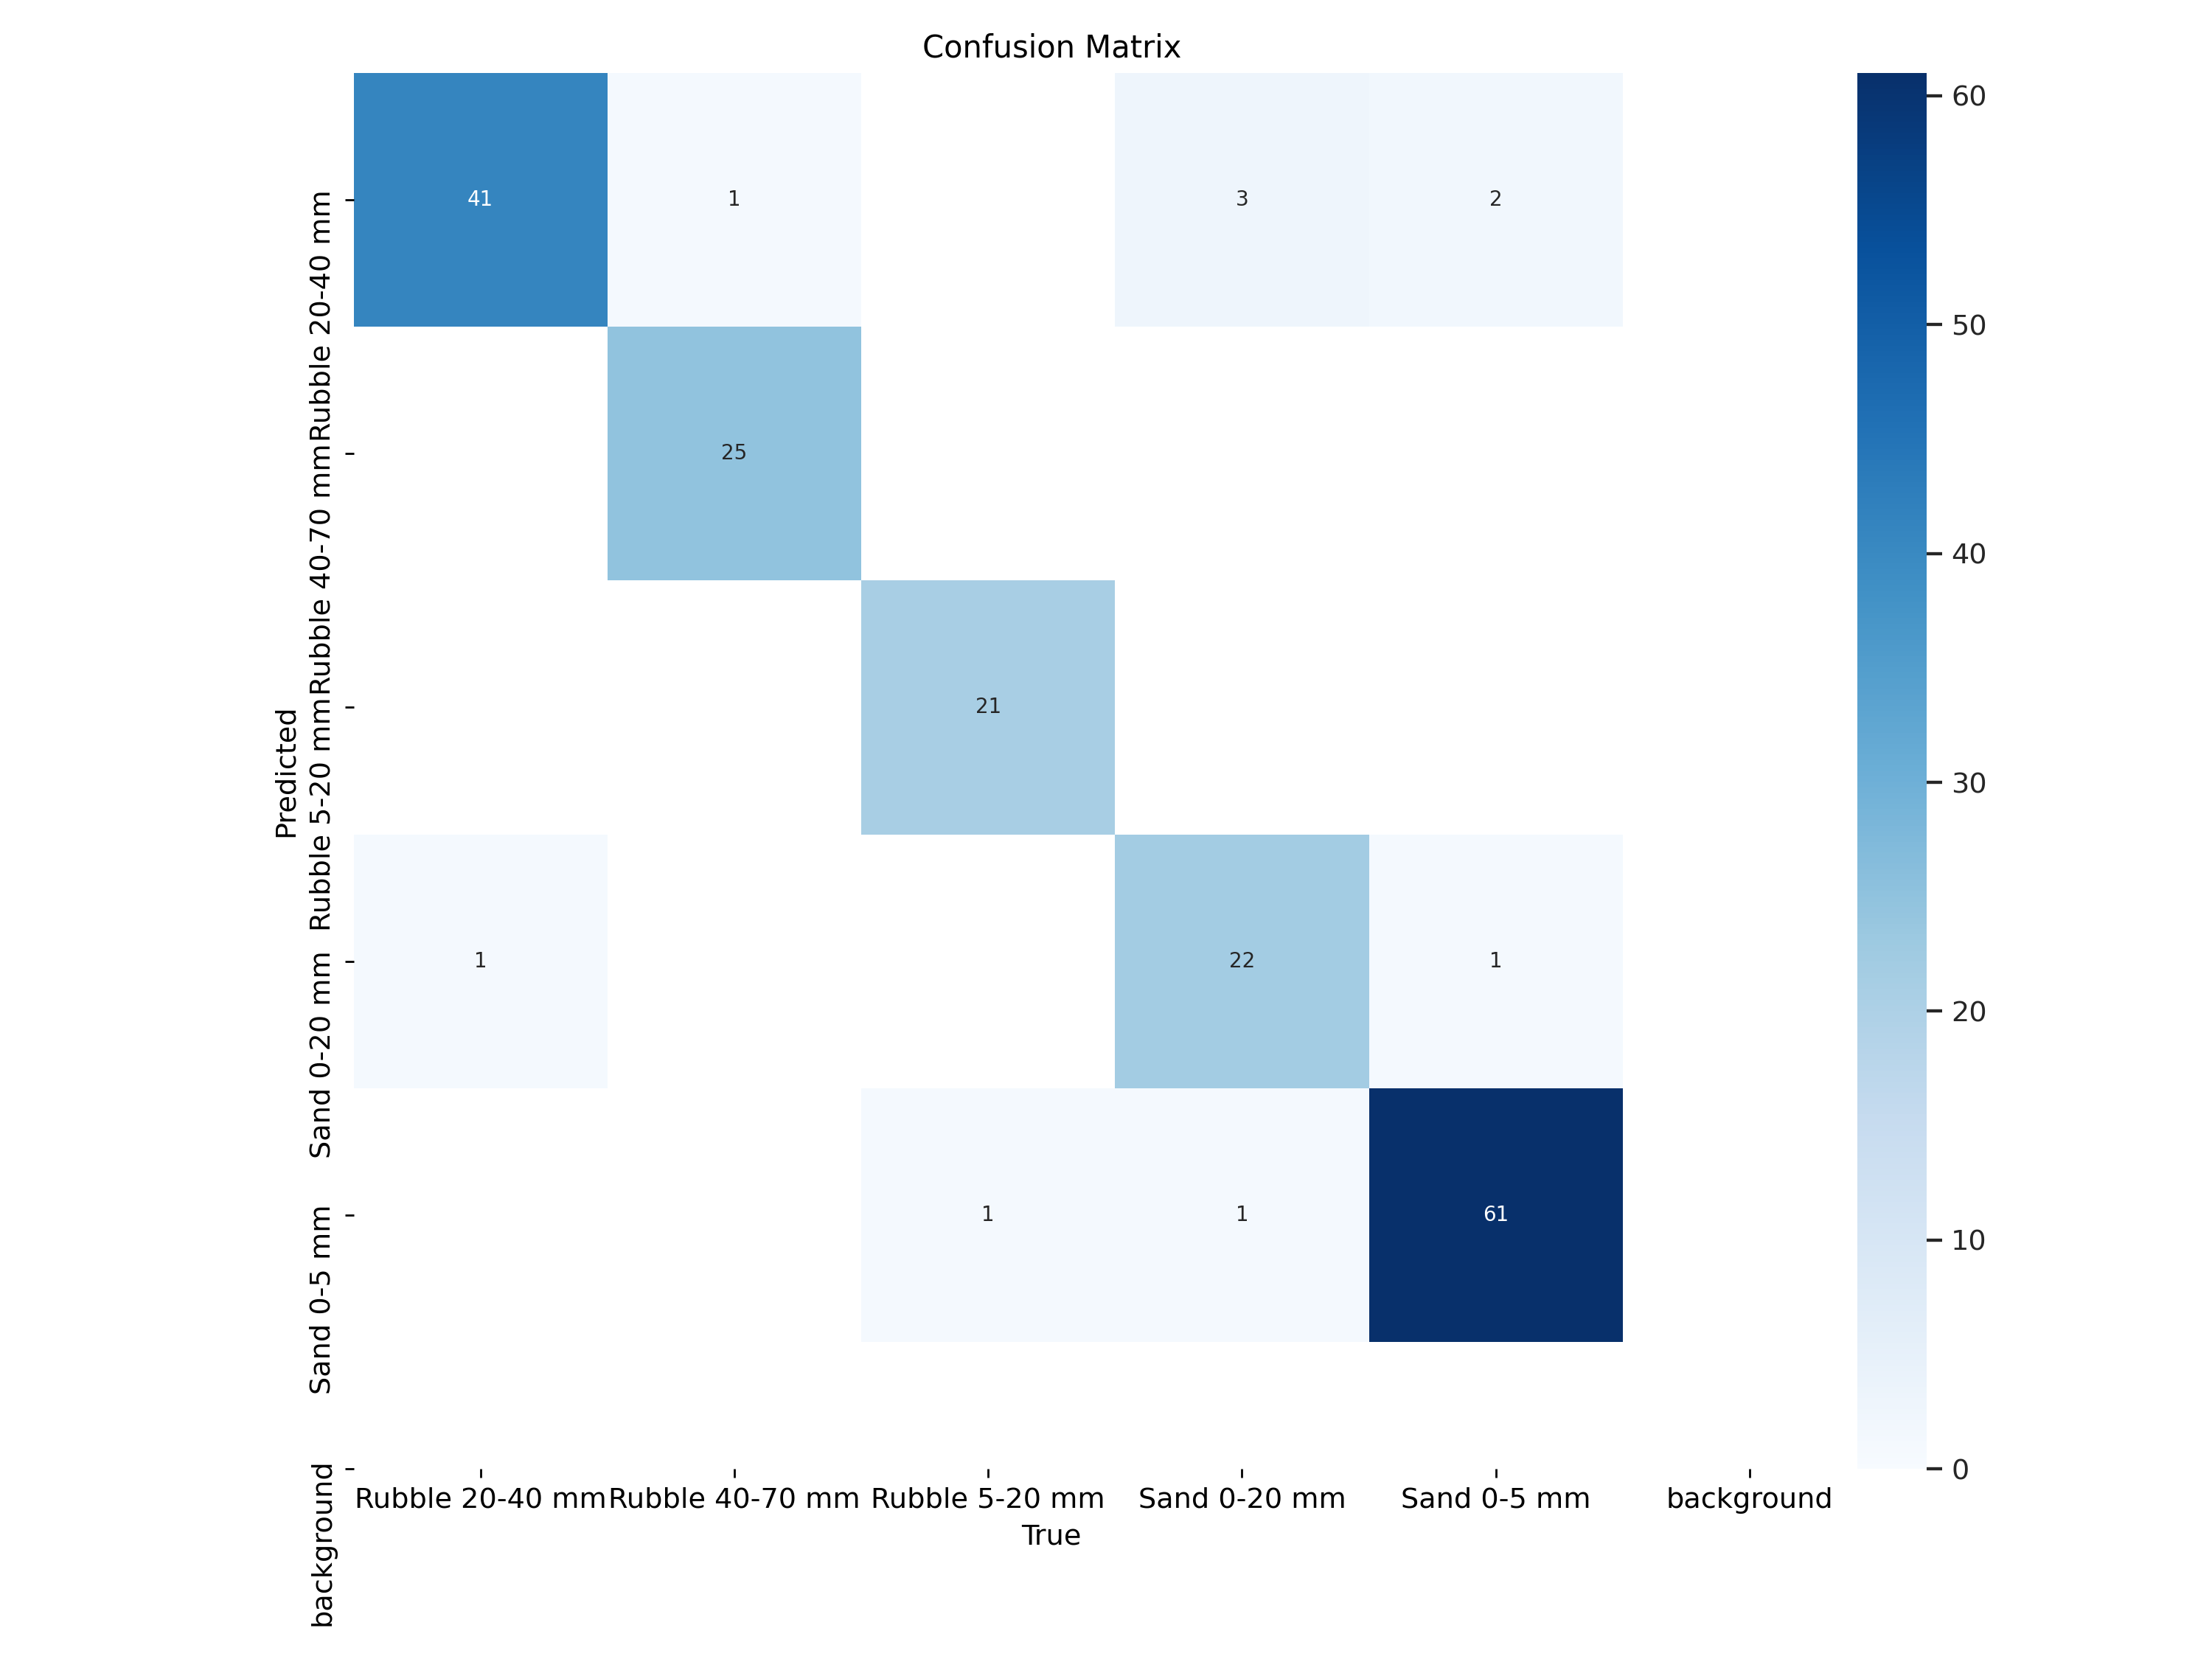 Confusion Matrix
Predicted
Rubble 20-40 mm
41
1
3
2
Rubble 40-70 mm
25
Rubble 5-20 mm
21
Sand 0-20 mm
1
22
1
Sand 0-5 mm
1
1
61
background
Rubble 20-40 mm
Rubble 40-70 mm
Rubble 5-20 mm
Sand 0-20 mm
Sand 0-5 mm
background
True
60
50
40
30
20
10
0